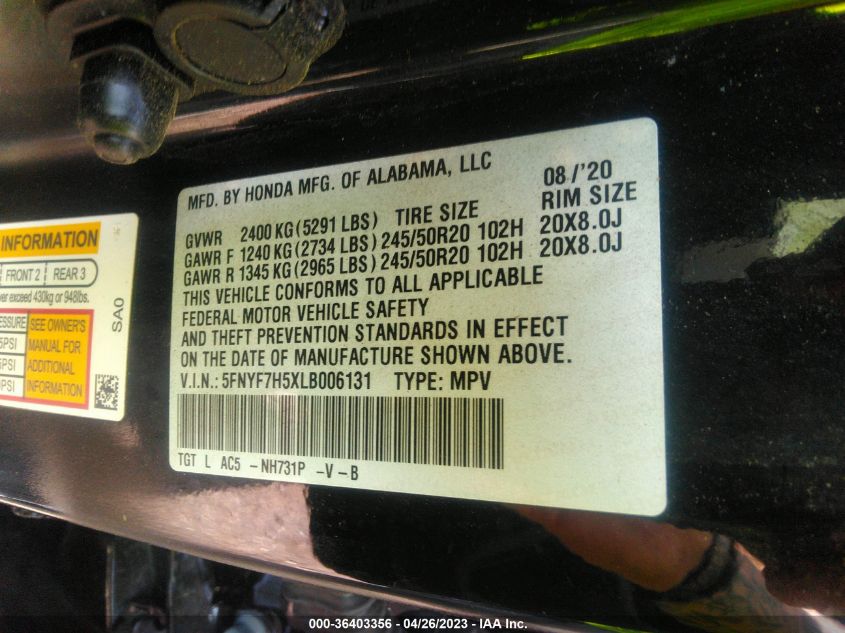 MFD. BY HONDA MFG. OF ALABAMA, LLC 08/'20
GVWR 2400 KG (5291 LBS) TIRE SIZE RIM SIZE
GAWR F 1240 KG (2734 LBS) 245/50R20 102H 20X8.0J
GAWR R 1345 KG (2965 LBS) 245/50R20 102H 20X8.0J
THIS VEHICLE CONFORMS TO ALL APPLICABLE
FEDERAL MOTOR VEHICLE SAFETY
AND THEFT PREVENTION STANDARDS IN EFFECT
ON THE DATE OF MANUFACTURE SHOWN ABOVE.
V.I.N.: 5FNYF7H5XLB006131 TYPE: MPV
TGT L AC5 -NH731P -V-B
INFORMATION
FRONT 2 REAR 3
exceed 430kg or 948lbs.
SEE OWNER'S
MANUAL FOR
ADDITIONAL
INFORMATION
SA0
000-36403356 - 04/26/2023 - IAA Inc.